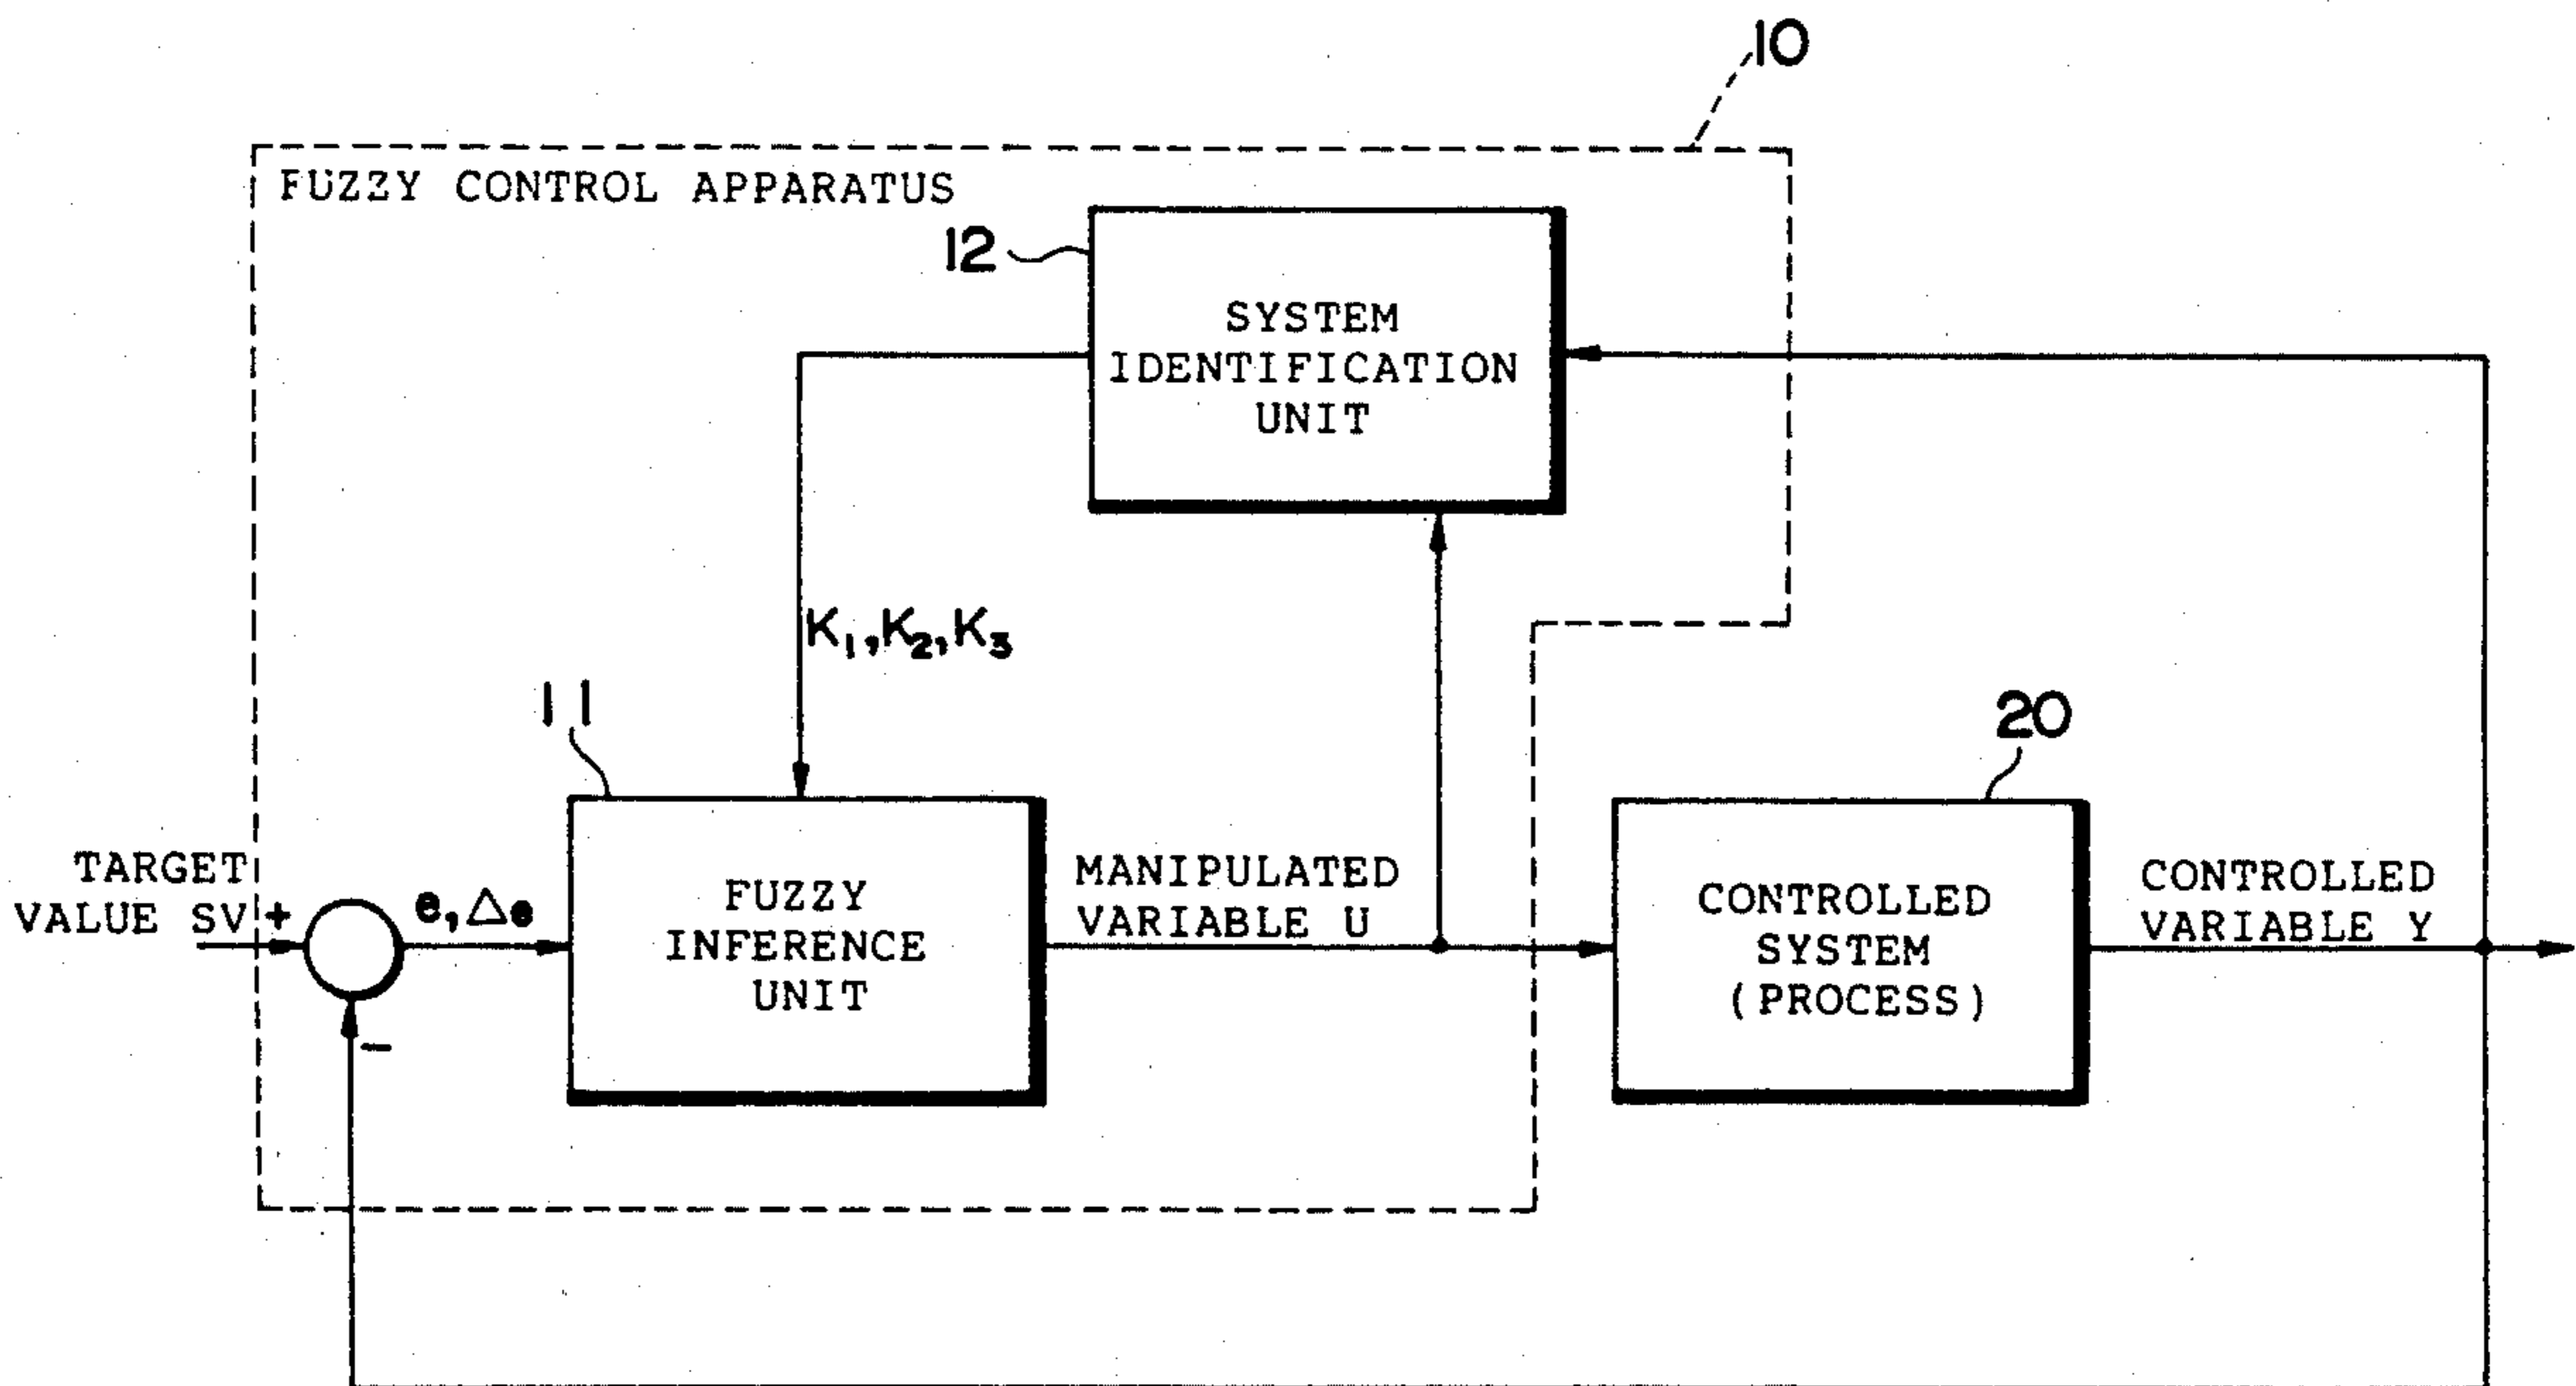 10
FUZZY CONTROL APPARATUS
12
SYSTEM
IDENTIFICATION
UNIT
K₁, K₂, K₃
11
20
TARGET
VALUE SV
+
e, Δe
FUZZY
INFERENCE
UNIT
MANIPULATED
VARIABLE U
CONTROLLED
SYSTEM
(PROCESS)
CONTROLLED
VARIABLE Y
−